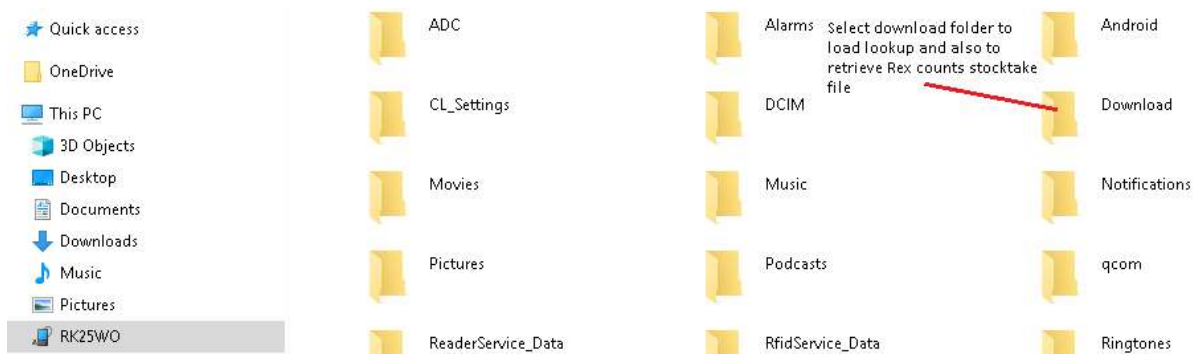 Quick access
OneDrive
This PC
3D Objects
Desktop
Documents
Downloads
Music
Pictures
RK25WO
ADC
Alarms
Select download folder to
load lookup and also to
retrieve Rex counts stocktake
file
Android
CL_Settings
DCIM
Download
Movies
Music
Notifications
Pictures
Podcasts
qcom
ReaderService_Data
RfidService_Data
Ringtones